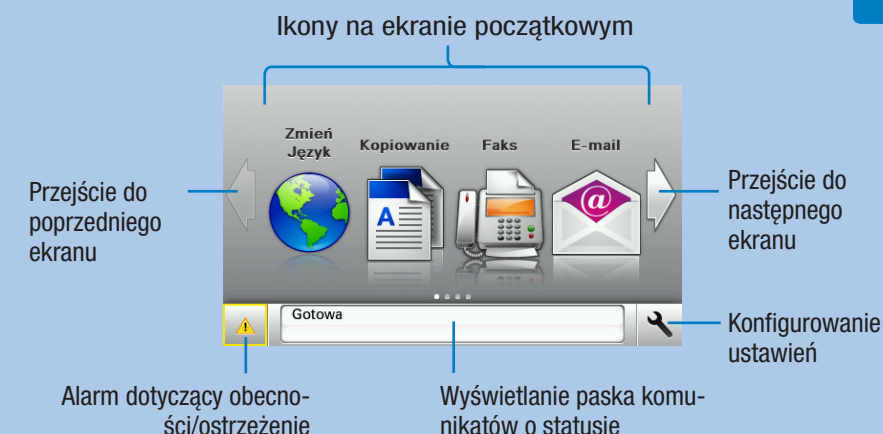 Ikony na ekranie początkowym
Zmień
Język
Kopiowanie
Faks
E-mail
Przejście do
poprzedniego
ekranu
A
@
Przejście do
następnego
ekranu
Gotowa
Konfigurowanie
ustawień
Alarm dotyczący obecno-
ści/ostrzeżenie
Wyświetlanie paska komu-
nikatów o statusie